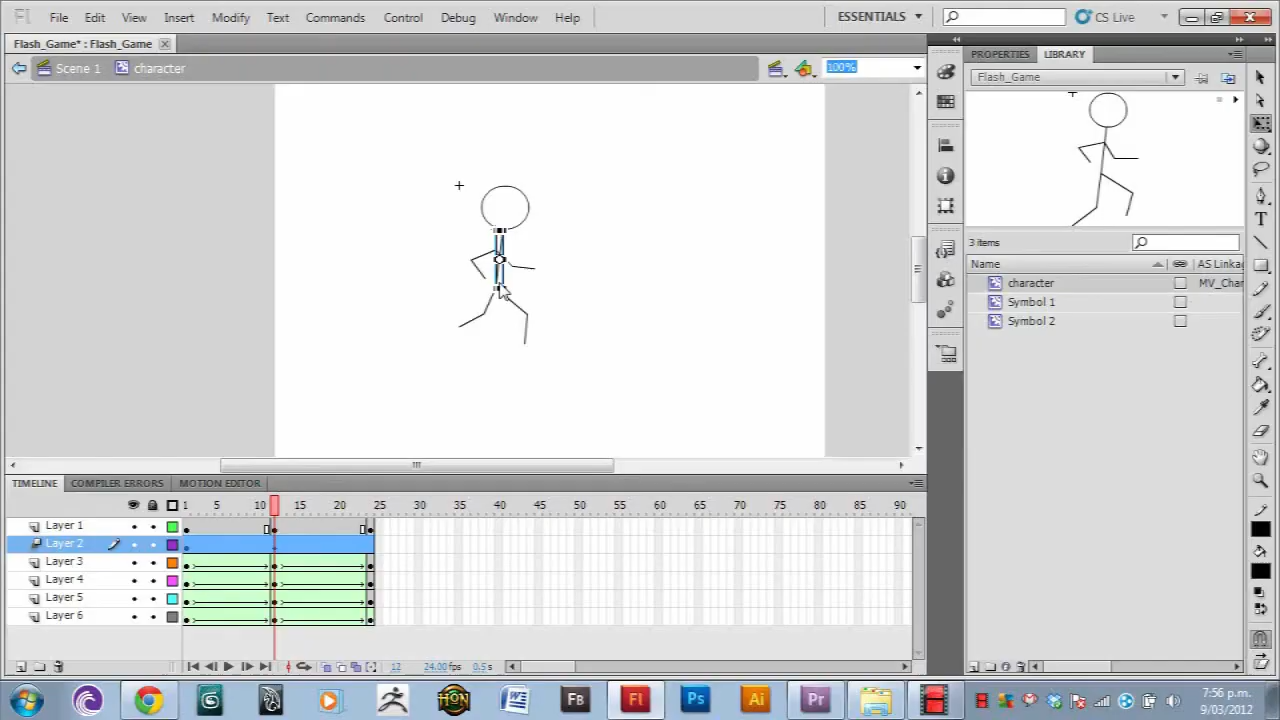 Fl File Edit View Insert Modify Text Commands Control Debug Window Help ESSENTIALS CS Live
Flash_Game* : Flash_Game
PROPERTIES LIBRARY
Scene 1 character 100%
Flash_Game
3 items
Name AS Linka
character MV_Char
Symbol 1
Symbol 2
TIMELINE COMPILER ERRORS MOTION EDITOR
1 5 10 15 20 25 30 35 40 45 50 55 60 65 70 75 80 85 90
Layer 1
Layer 2
Layer 3
Layer 4
Layer 5
Layer 6
12 24.00 fps 0.5 s
HON FB Fl Ps Ai Pr
7:56 p.m.
9/03/2012